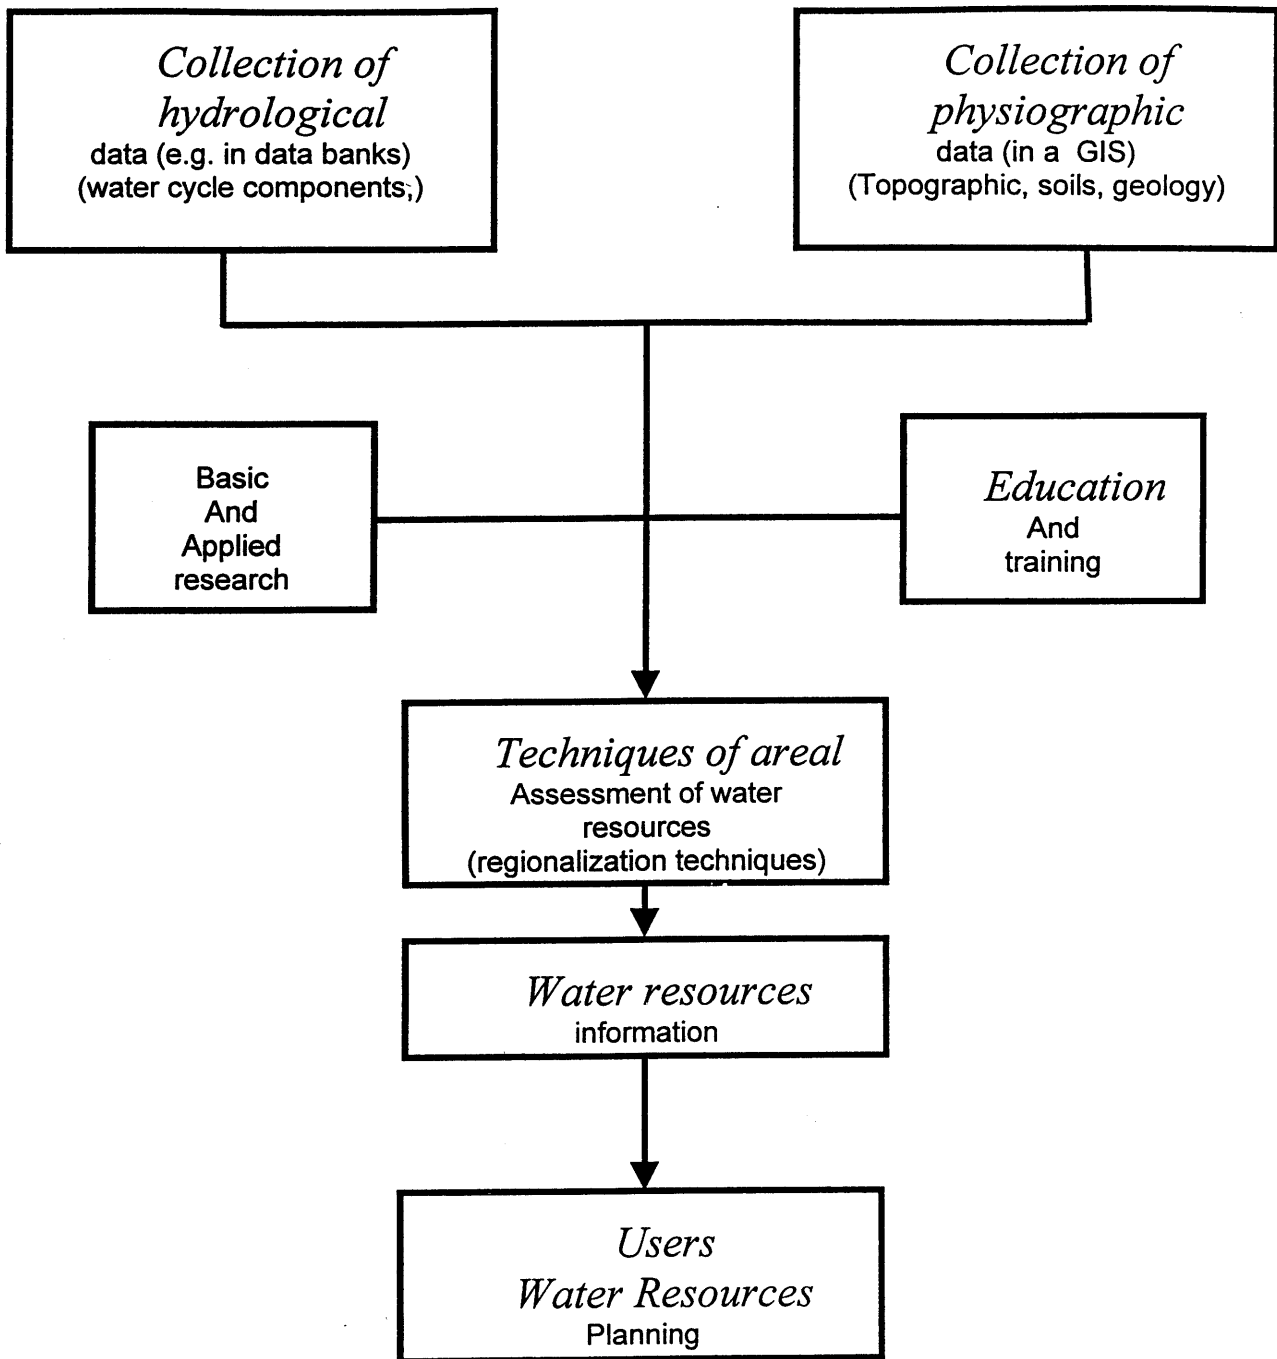 Collection of
hydrological
data (e.g. in data banks)
(water cycle components,)
Collection of
physiographic
data (in a GIS)
(Topographic, soils, geology)
Basic
And
Applied
research
Education
And
training
Techniques of areal
Assessment of water
resources
(regionalization techniques)
Water resources
information
Users
Water Resources
Planning